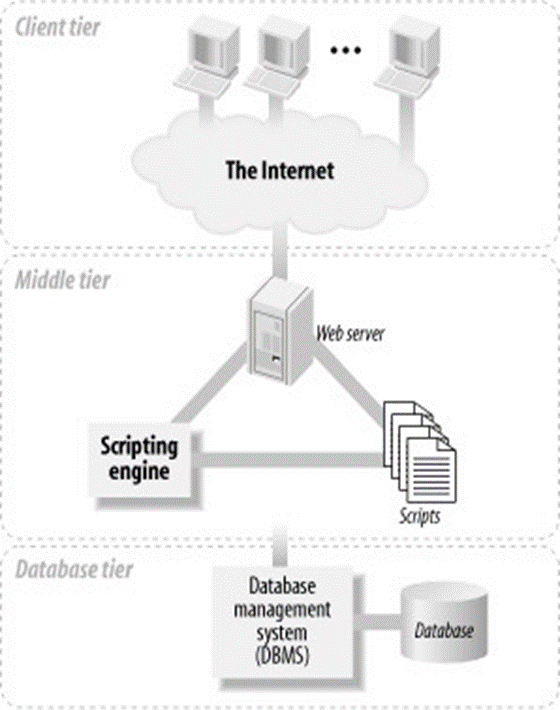 Client tier
The Internet
Middle tier
Web server
Scripting
engine
Scripts
Database tier
Database
management
system
(DBMS)
Database